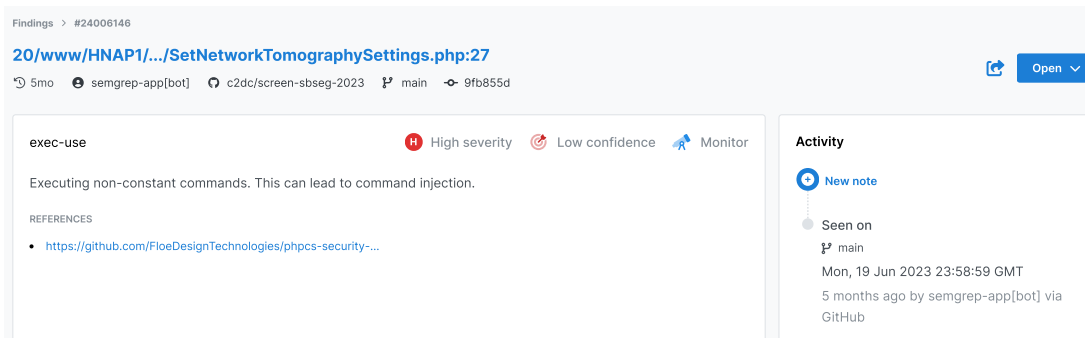 Findings > #24006146
20/www/HNAP1/.../SetNetworkTomographySettings.php:27
5mo semgrep-app[bot] c2dc/screen-sbseg-2023 main 9fb855d
Open
exec-use
H High severity Low confidence Monitor
Executing non-constant commands. This can lead to command injection.
REFERENCES
• https://github.com/FloeDesignTechnologies/phpcs-security-...
Activity
New note
Seen on
main
Mon, 19 Jun 2023 23:58:59 GMT
5 months ago by semgrep-app[bot] via
GitHub